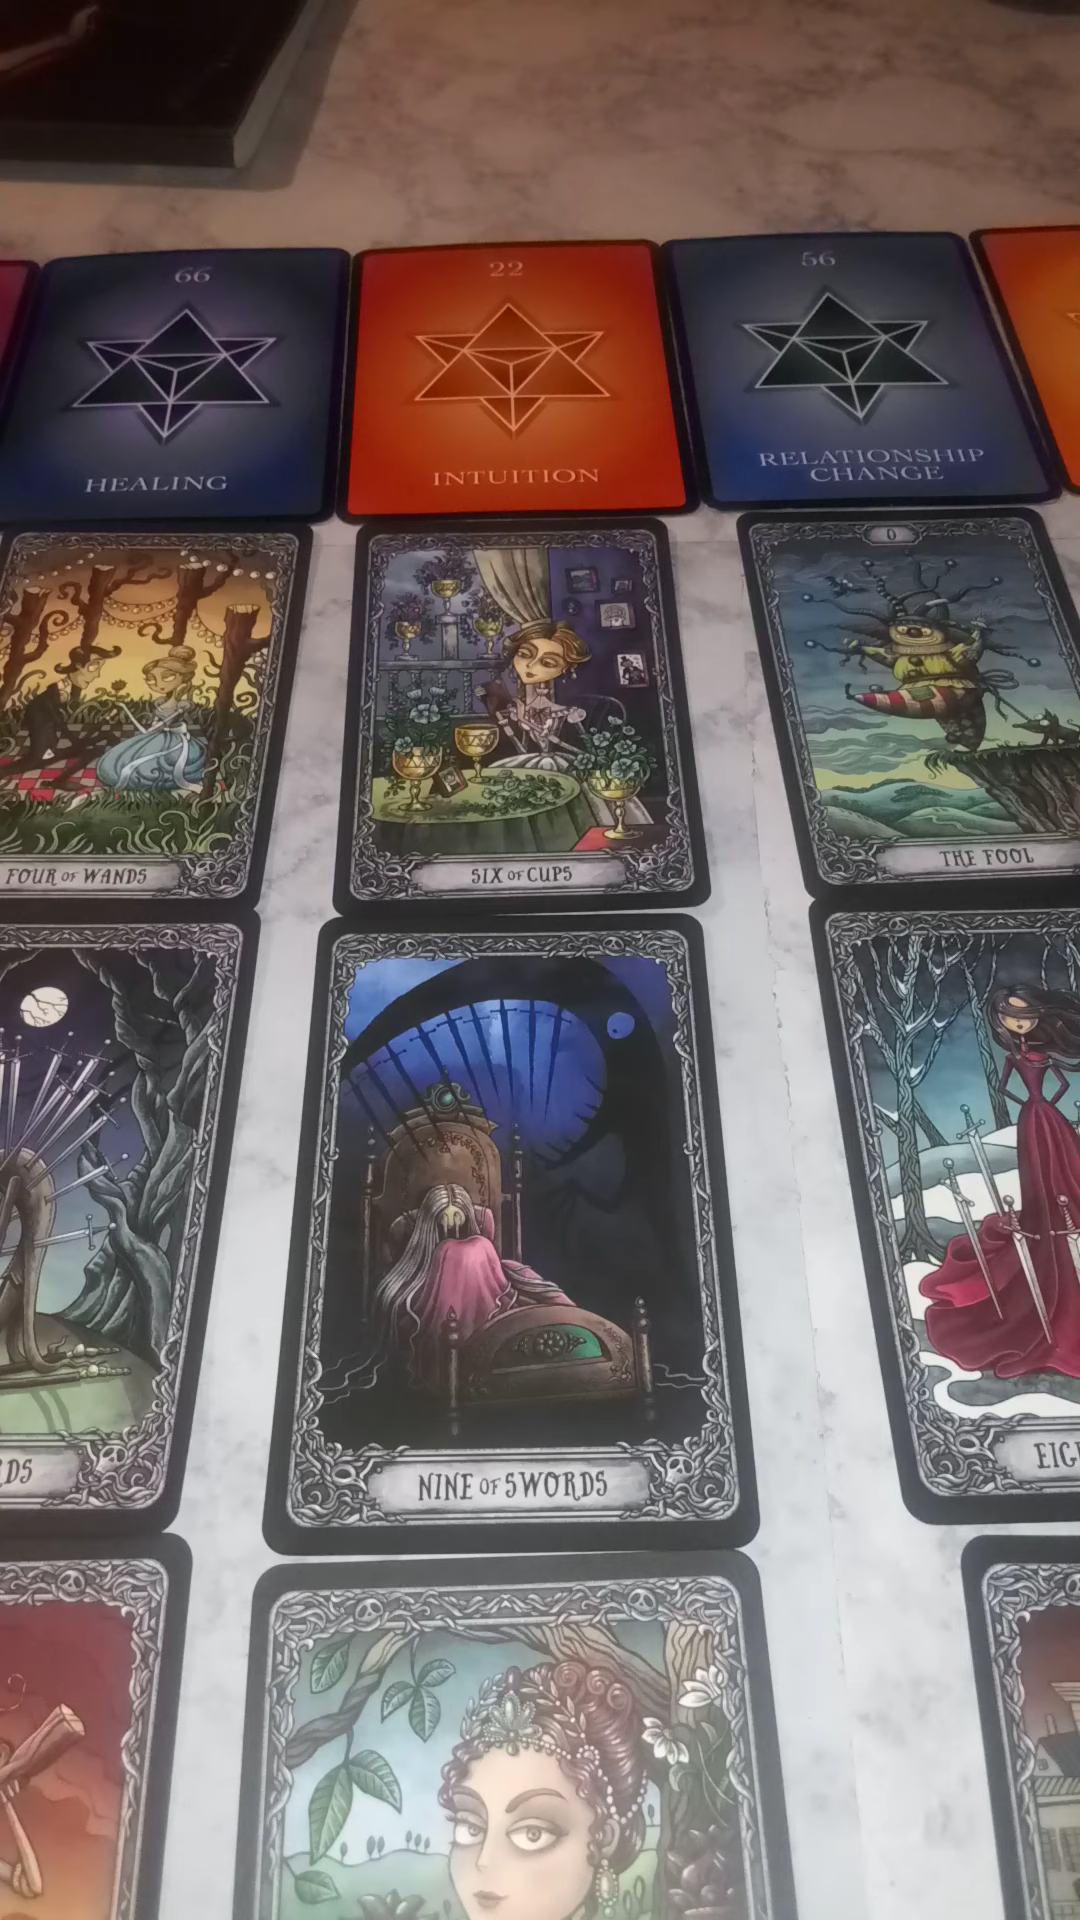 66
22
56
HEALING
INTUITION
RELATIONSHIP
CHANGE
0
FOUR OF WANDS
SIX OF CUPS
THE FOOL
NINE OF SWORDS